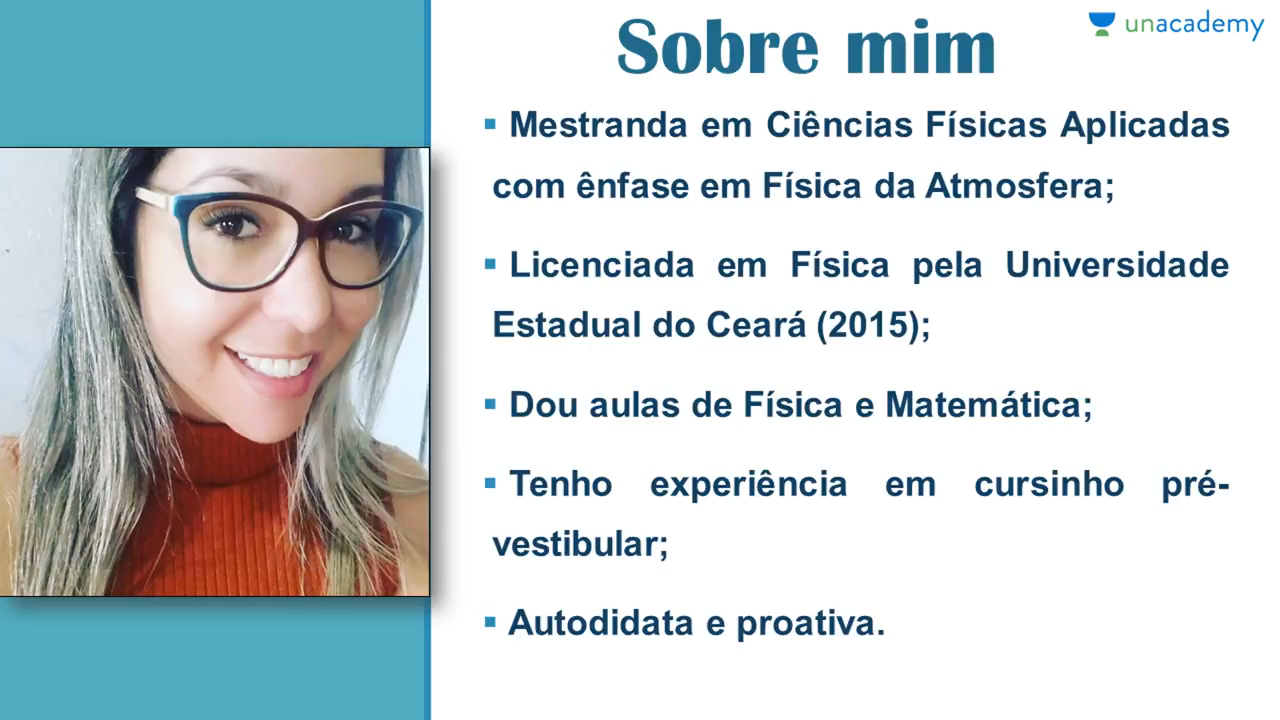 Sobre mim
unacademy
▪ Mestranda em Ciências Físicas Aplicadas
com ênfase em Física da Atmosfera;
▪ Licenciada em Física pela Universidade
Estadual do Ceará (2015);
▪ Dou aulas de Física e Matemática;
▪ Tenho experiência em cursinho pré-
vestibular;
▪ Autodidata e proativa.